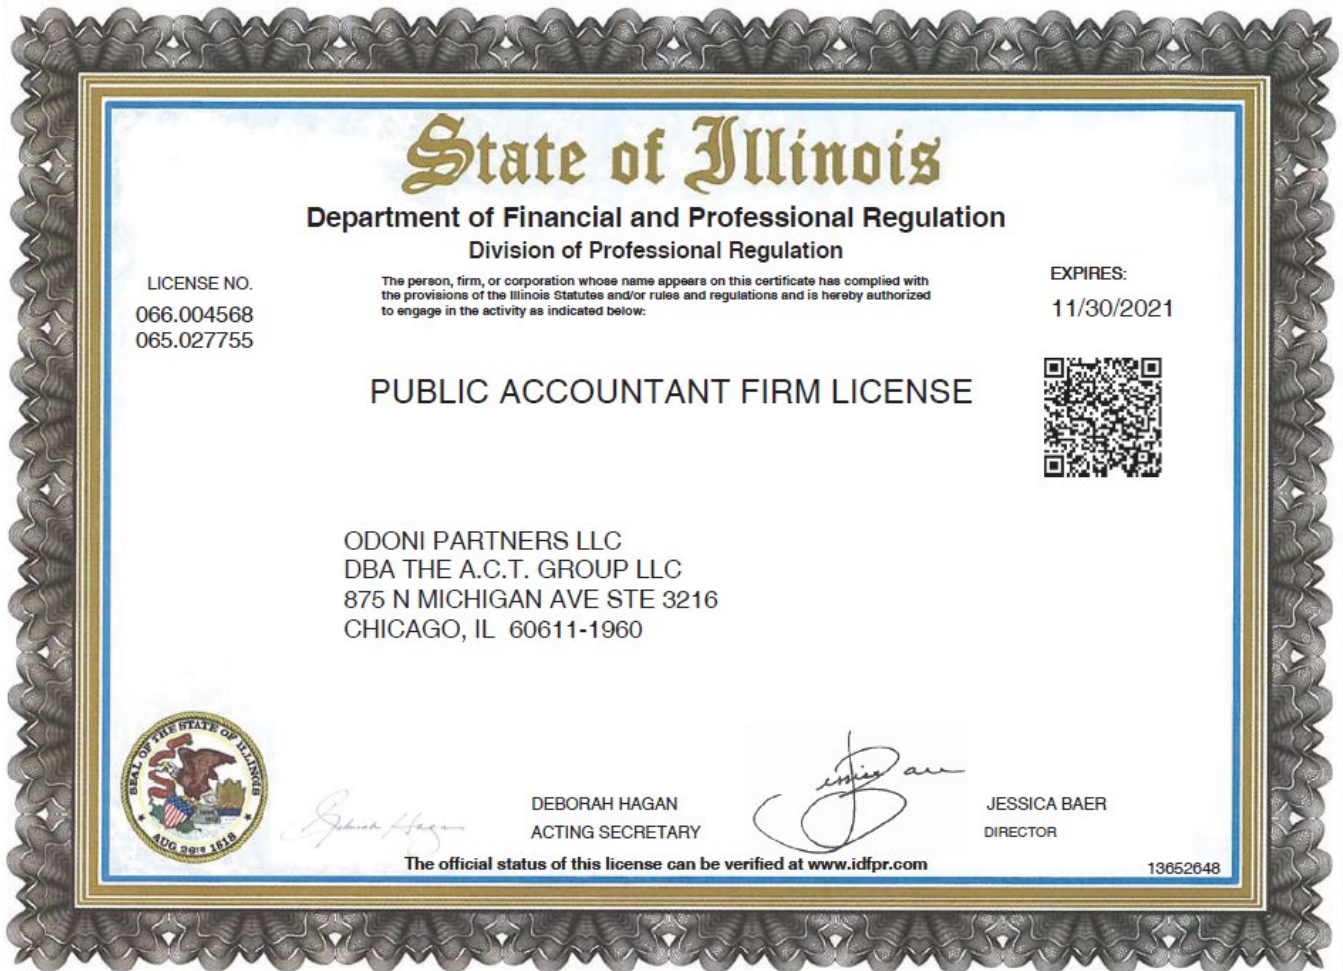 State of Illinois
Department of Financial and Professional Regulation
Division of Professional Regulation
LICENSE NO.
066.004568
065.027755
The person, firm, or corporation whose name appears on this certificate has complied with
the provisions of the Illinois Statutes and/or rules and regulations and is hereby authorized
to engage in the activity as indicated below:
EXPIRES:
11/30/2021
PUBLIC ACCOUNTANT FIRM LICENSE
ODONI PARTNERS LLC
DBA THE A.C.T. GROUP LLC
875 N MICHIGAN AVE STE 3216
CHICAGO, IL 60611-1960
SEAL OF THE STATE OF ILLINOIS
AUG. 26TH 1818
Deborah Hagan
DEBORAH HAGAN
ACTING SECRETARY
JESSICA BAER
DIRECTOR
The official status of this license can be verified at www.idfpr.com
13652648